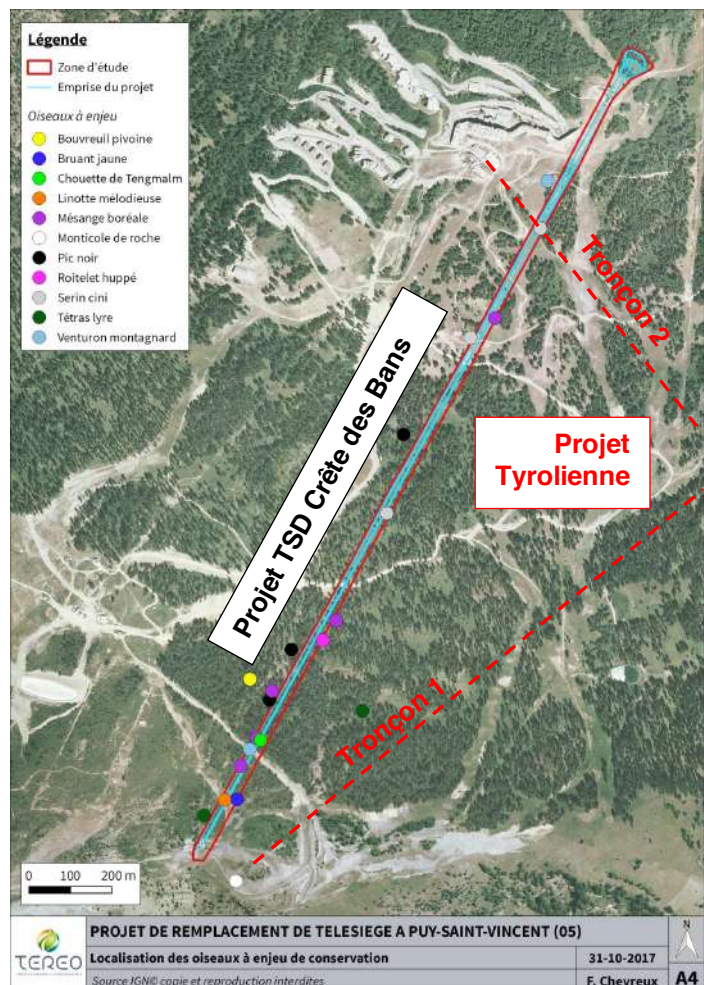 Légende
Zone d'étude
Emprise du projet
Oiseaux à enjeu
Bouvreuil pivoine
Bruant jaune
Chouette de Tengmalm
Linotte mélodieuse
Mésange boréale
Monticole de roche
Pic noir
Roitelet huppé
Serin cini
Tétras lyre
Venturon montagnard
Tronçon 2
Projet TSD Crête des Bans
Projet
Tyrolienne
Tronçon 1
0 100 200 m
TEREO
PROJET DE REMPLACEMENT DE TELESIEGE A PUY-SAINT-VINCENT (05)
N
Localisation des oiseaux à enjeu de conservation
31-10-2017
Source IGN© copie et reproduction interdites
F. Chevreux
A4